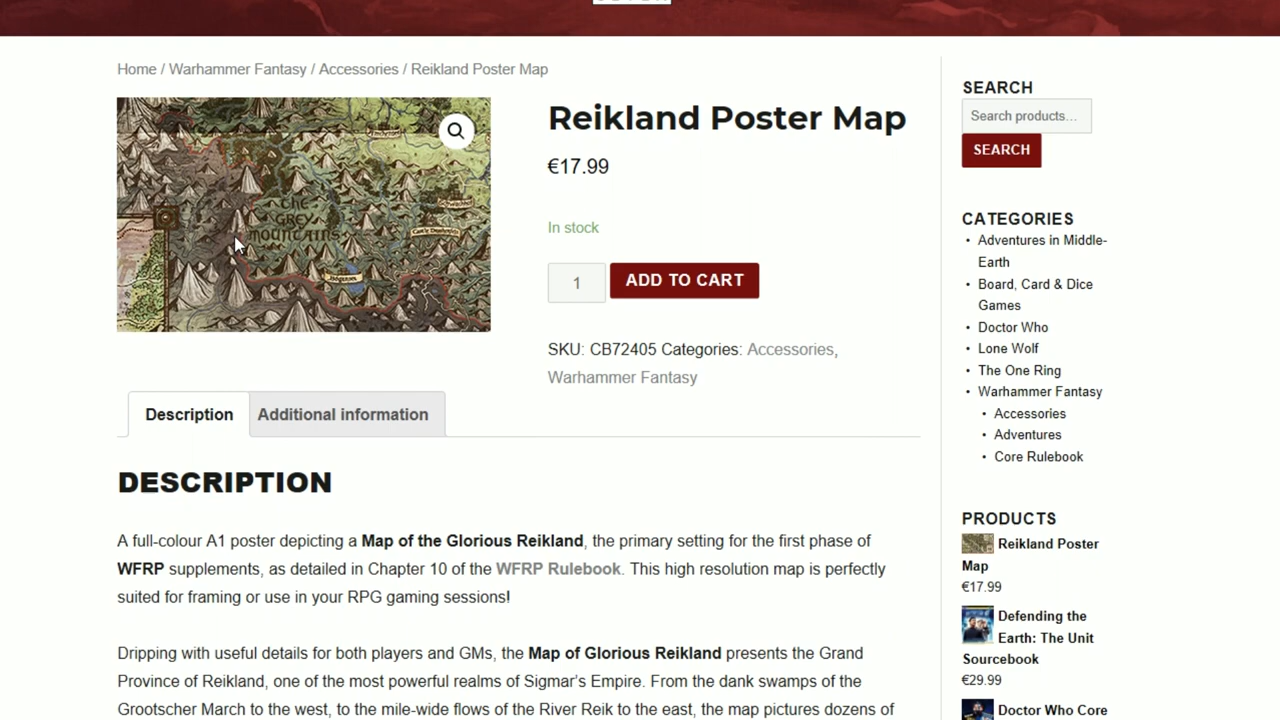 Home / Warhammer Fantasy / Accessories / Reikland Poster Map
THE
GREY
MOUNTAINS
Reikland Poster Map
€17.99
In stock
1
ADD TO CART
SKU: CB72405 Categories: Accessories,
Warhammer Fantasy
Description
Additional information
DESCRIPTION
A full-colour A1 poster depicting a Map of the Glorious Reikland, the primary setting for the first phase of
WFRP supplements, as detailed in Chapter 10 of the WFRP Rulebook. This high resolution map is perfectly
suited for framing or use in your RPG gaming sessions!
Dripping with useful details for both players and GMs, the Map of Glorious Reikland presents the Grand
Province of Reikland, one of the most powerful realms of Sigmar's Empire. From the dank swamps of the
Grootscher March to the west, to the mile-wide flows of the River Reik to the east, the map pictures dozens of
SEARCH
Search products…
SEARCH
CATEGORIES
• Adventures in Middle-
Earth
• Board, Card & Dice
Games
• Doctor Who
• Lone Wolf
• The One Ring
• Warhammer Fantasy
• Accessories
• Adventures
• Core Rulebook
PRODUCTS
Reikland Poster
Map
€17.99
Defending the
Earth: The Unit
Sourcebook
€29.99
Doctor Who Core